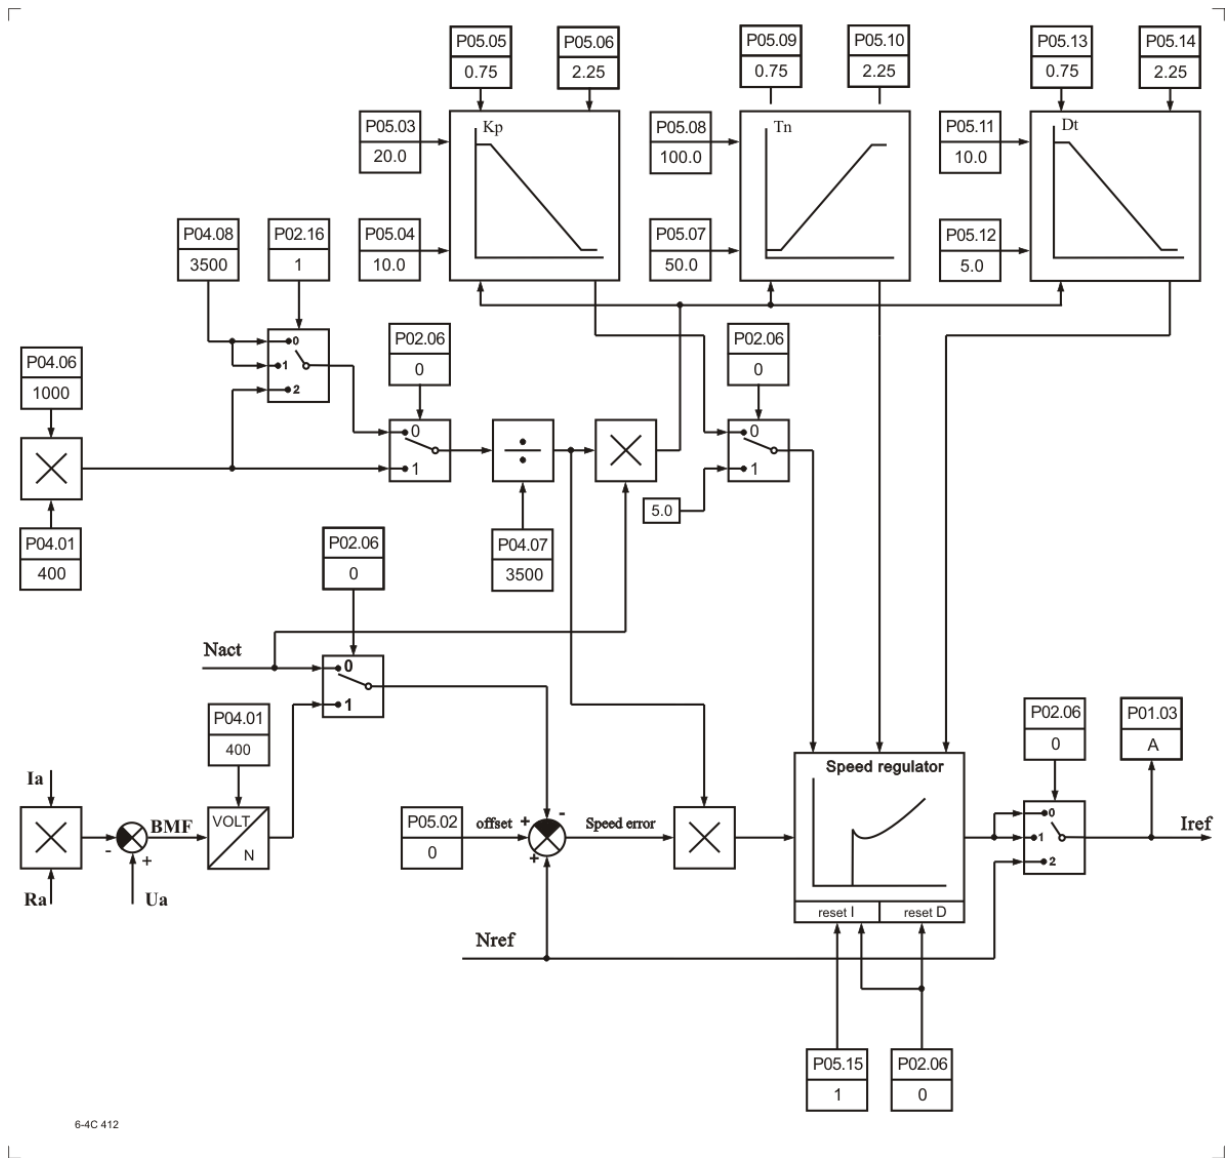 P05.05
0.75
P05.06
2.25
P05.09
0.75
P05.10
2.25
P05.13
0.75
P05.14
2.25
P05.03
20.0
Kp
P05.08
100.0
Tn
P05.11
10.0
Dt
P05.04
10.0
P05.07
50.0
P05.12
5.0
P04.08
3500
P02.16
1
0
1
2
P04.06
1000
P02.06
0
P02.06
0
0
1
0
1
5.0
P04.01
400
P02.06
0
P04.07
3500
Nact
0
1
P04.01
400
P02.06
0
P01.03
A
Speed regulator
Ia
VOLT
N
BMF
-
+
Ra
Ua
P05.02
0
offset
+
-
+
Speed error
0
1
2
Iref
reset I
reset D
Nref
P05.15
1
P02.06
0
6-4C 412